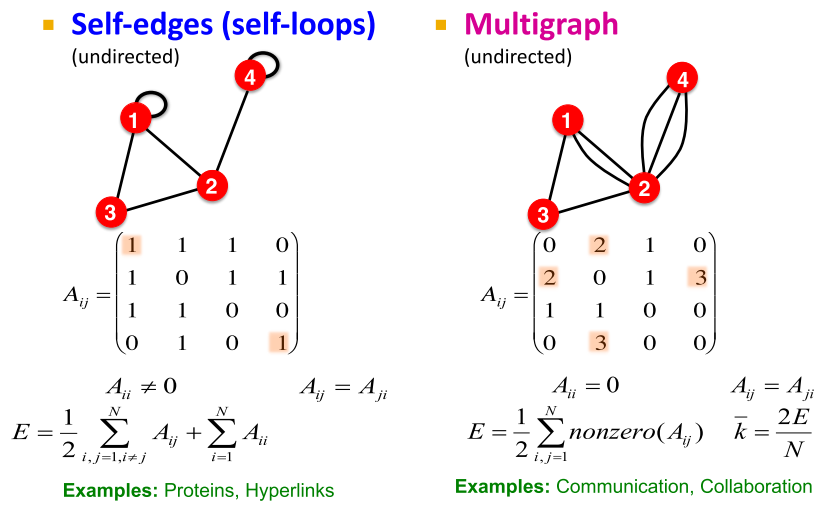 Self-edges (self-loops)
(undirected)
4
1
2
3
A_ij = ( 1 1 1 0
1 0 1 1
1 1 0 0
0 1 0 1 )
A_ii ≠ 0 A_ij = A_ji
E = 1/2 ∑_{i,j=1,i≠j}^{N} A_ij + ∑_{i=1}^{N} A_ii
Examples: Proteins, Hyperlinks
Multigraph
(undirected)
4
1
2
3
A_ij = ( 0 2 1 0
2 0 1 3
1 1 0 0
0 3 0 0 )
A_ii = 0 A_ij = A_ji
E = 1/2 ∑_{i,j=1}^{N} nonzero(A_ij) k̄ = 2E/N
Examples: Communication, Collaboration